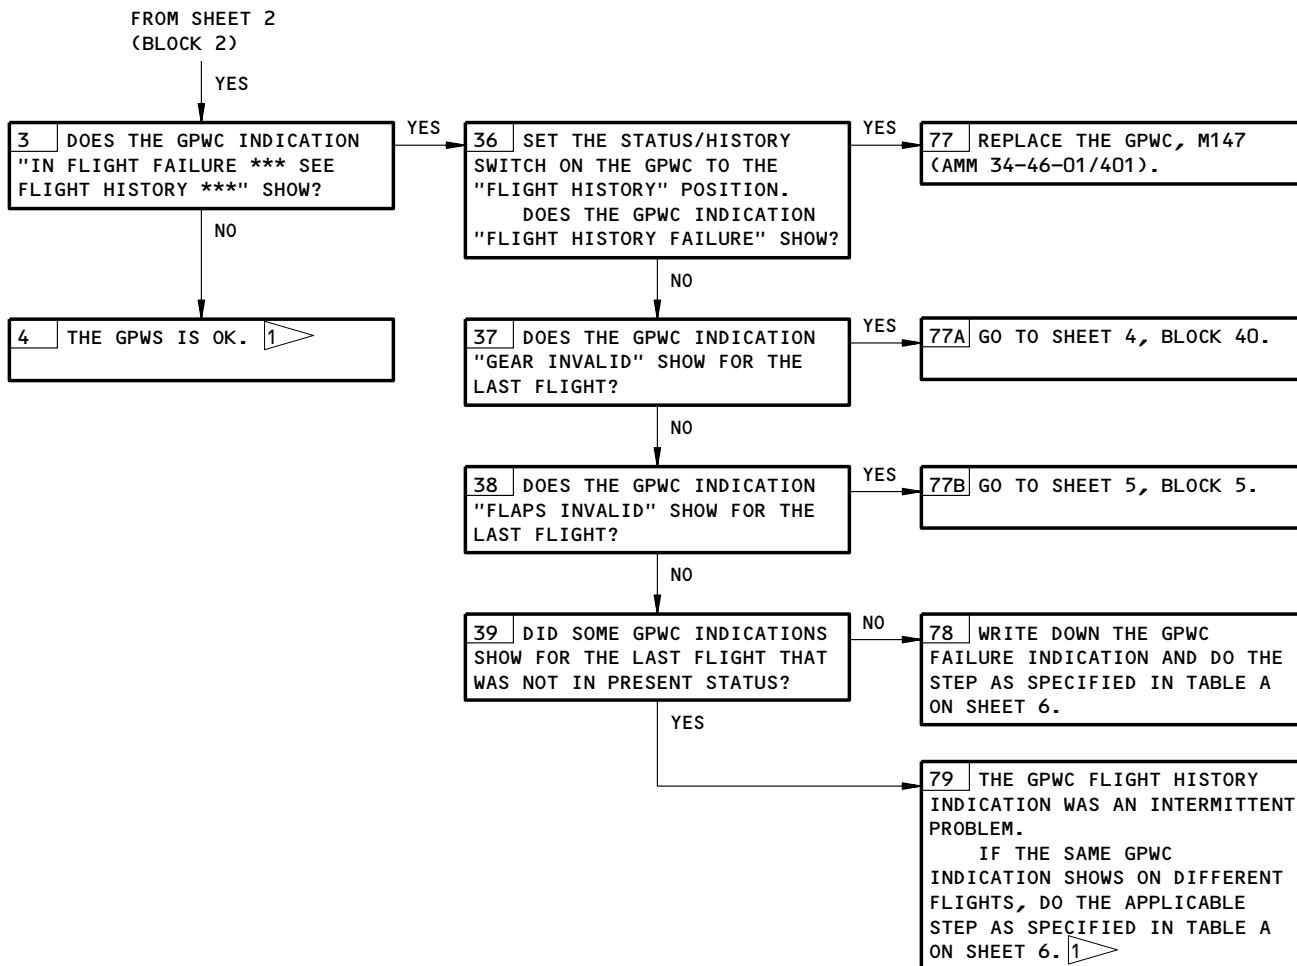 FROM SHEET 2
(BLOCK 2)
YES
3 DOES THE GPWC INDICATION
"IN FLIGHT FAILURE *** SEE
FLIGHT HISTORY ***" SHOW?
YES
NO
4 THE GPWS IS OK. 1
36 SET THE STATUS/HISTORY
SWITCH ON THE GPWC TO THE
"FLIGHT HISTORY" POSITION.
DOES THE GPWC INDICATION
"FLIGHT HISTORY FAILURE" SHOW?
YES
NO
77 REPLACE THE GPWC, M147
(AMM 34-46-01/401).
37 DOES THE GPWC INDICATION
"GEAR INVALID" SHOW FOR THE
LAST FLIGHT?
YES
NO
77A GO TO SHEET 4, BLOCK 40.
38 DOES THE GPWC INDICATION
"FLAPS INVALID" SHOW FOR THE
LAST FLIGHT?
YES
NO
77B GO TO SHEET 5, BLOCK 5.
39 DID SOME GPWC INDICATIONS
SHOW FOR THE LAST FLIGHT THAT
WAS NOT IN PRESENT STATUS?
NO
YES
78 WRITE DOWN THE GPWC
FAILURE INDICATION AND DO THE
STEP AS SPECIFIED IN TABLE A
ON SHEET 6.
79 THE GPWC FLIGHT HISTORY
INDICATION WAS AN INTERMITTENT
PROBLEM.
IF THE SAME GPWC
INDICATION SHOWS ON DIFFERENT
FLIGHTS, DO THE APPLICABLE
STEP AS SPECIFIED IN TABLE A
ON SHEET 6. 1